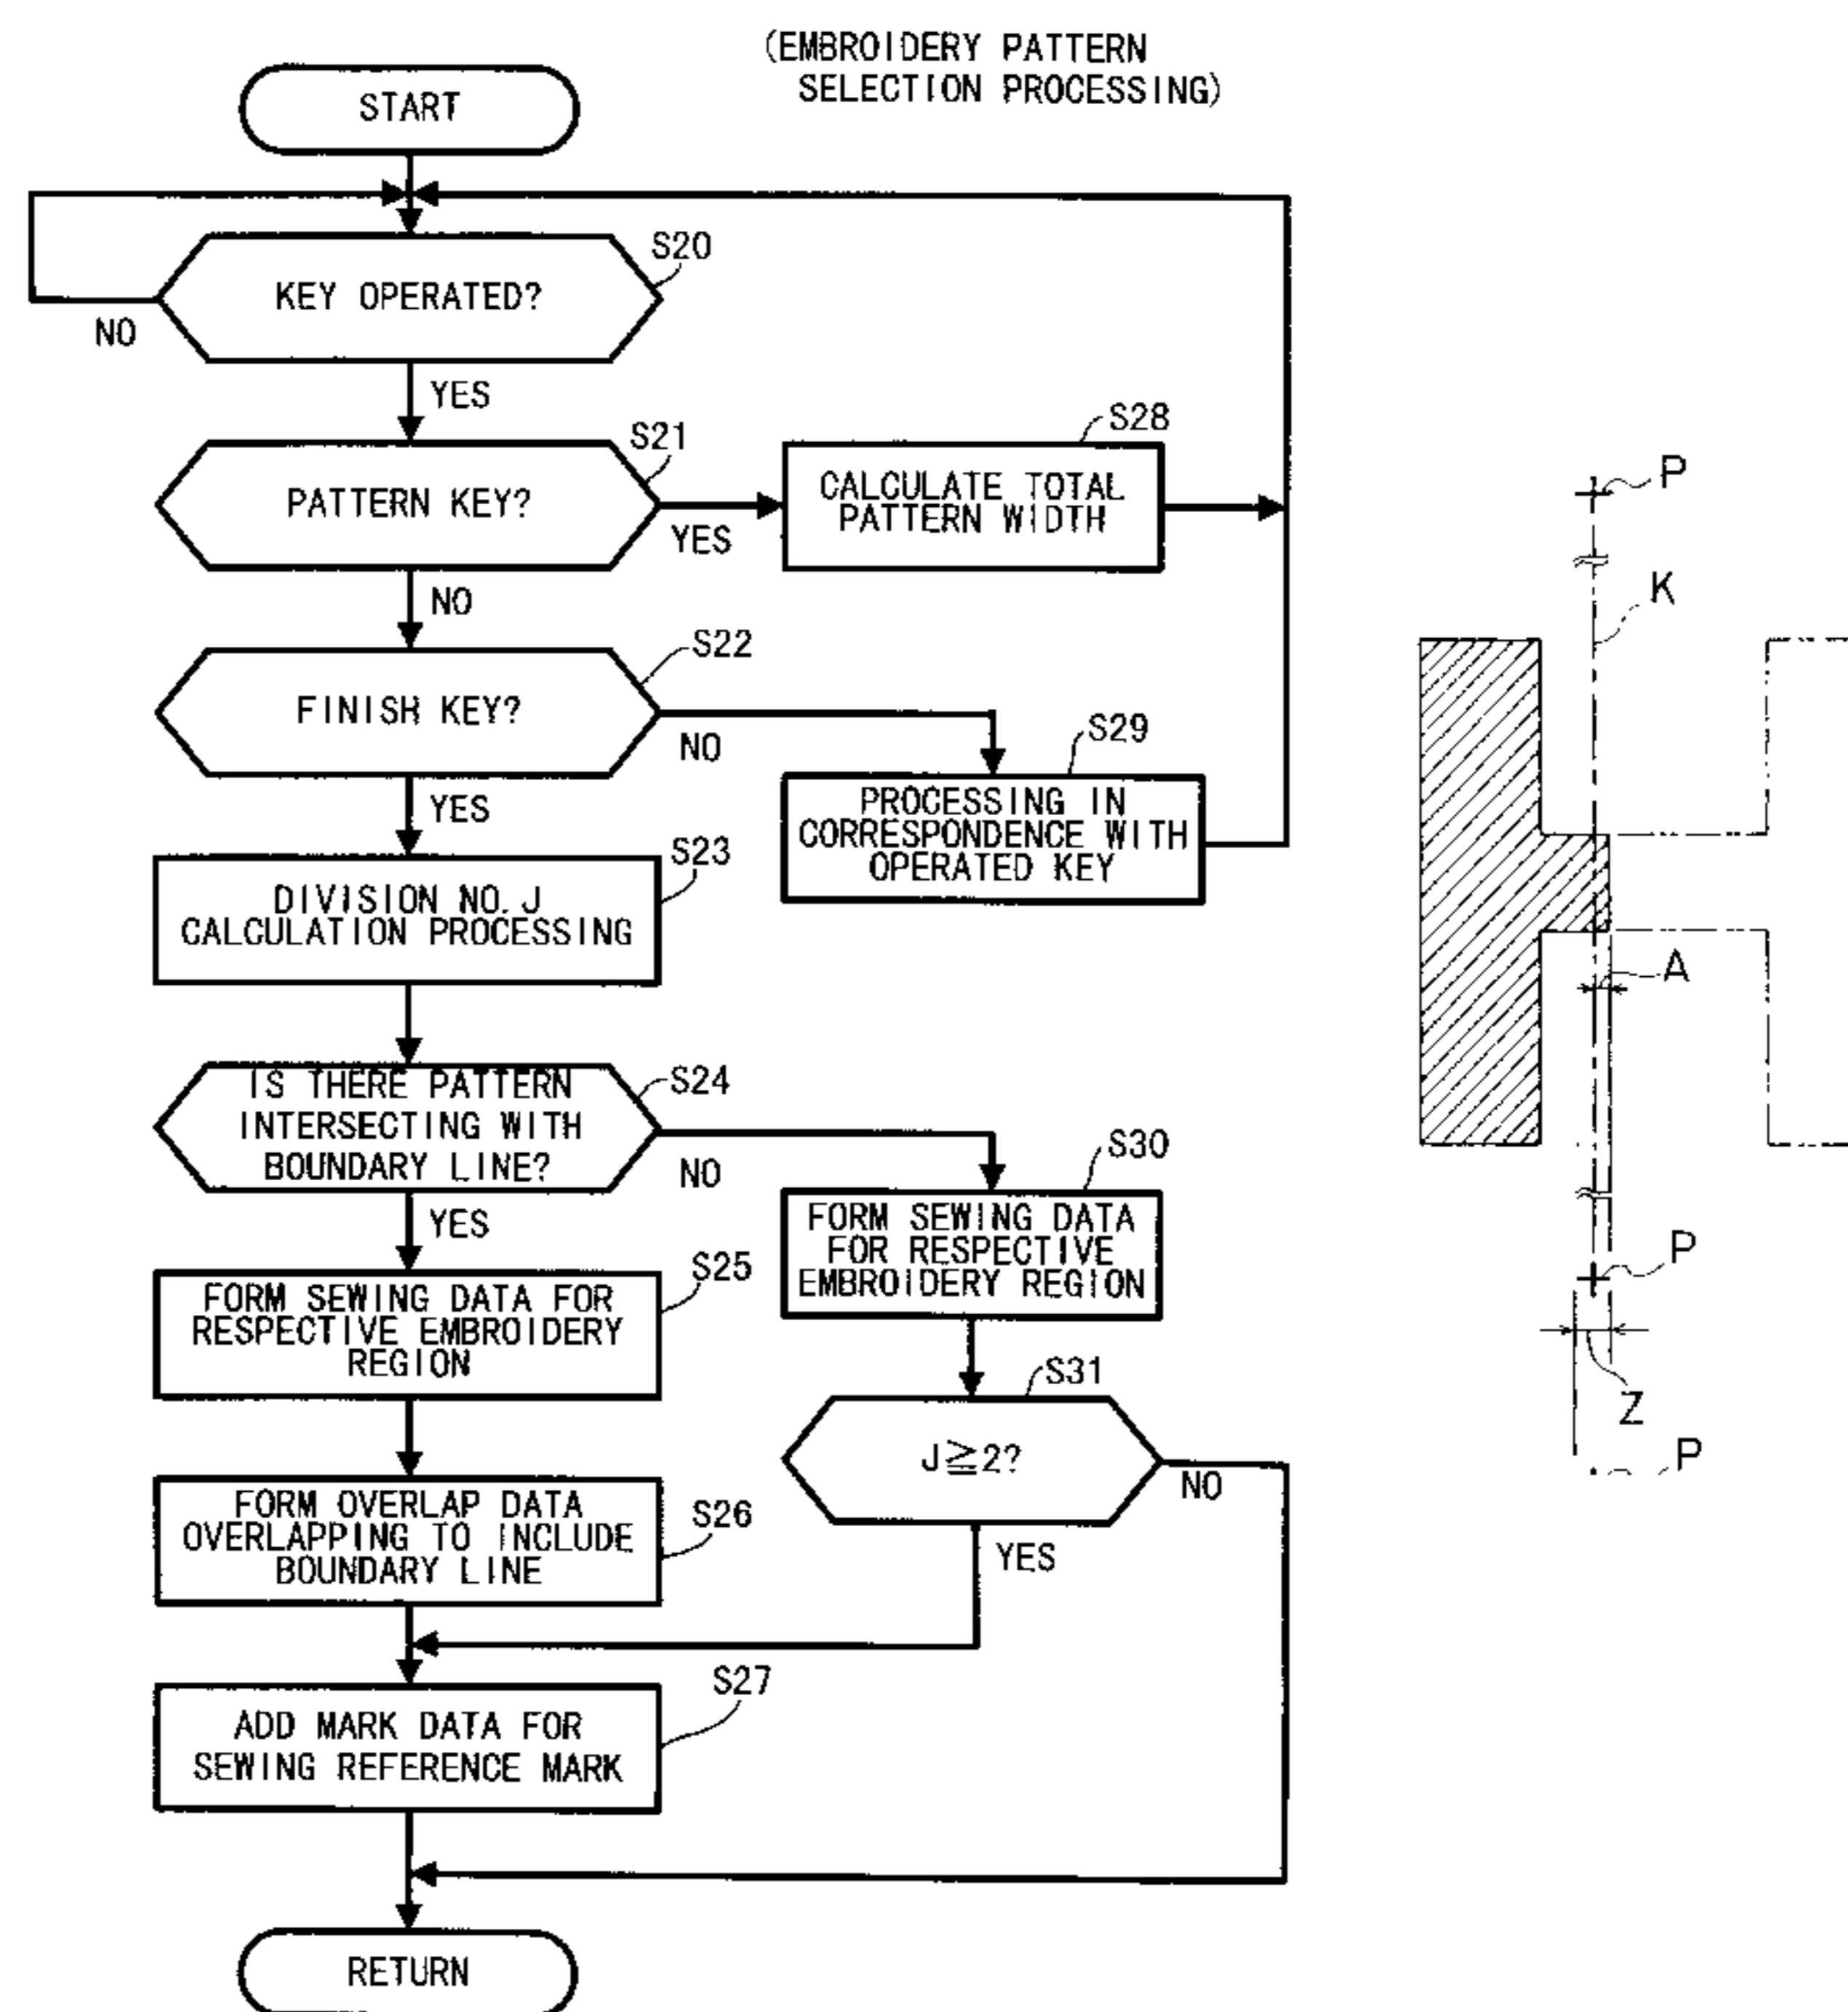 (EMBROIDERY PATTERN
SELECTION PROCESSING)
START
S20
KEY OPERATED?
NO
YES
S21
PATTERN KEY?
YES
S28
CALCULATE TOTAL
PATTERN WIDTH
NO
S22
FINISH KEY?
NO
S29
PROCESSING IN
CORRESPONDENCE WITH
OPERATED KEY
YES
S23
DIVISION NO. J
CALCULATION PROCESSING
S24
IS THERE PATTERN
INTERSECTING WITH
BOUNDARY LINE?
NO
S30
FORM SEWING DATA
FOR RESPECTIVE
EMBROIDERY REGION
YES
S25
FORM SEWING DATA FOR
RESPECTIVE EMBROIDERY
REGION
S31
J≧2?
NO
YES
S26
FORM OVERLAP DATA
OVERLAPPING TO INCLUDE
BOUNDARY LINE
S27
ADD MARK DATA FOR
SEWING REFERENCE MARK
RETURN
P
K
A
P
Z
P